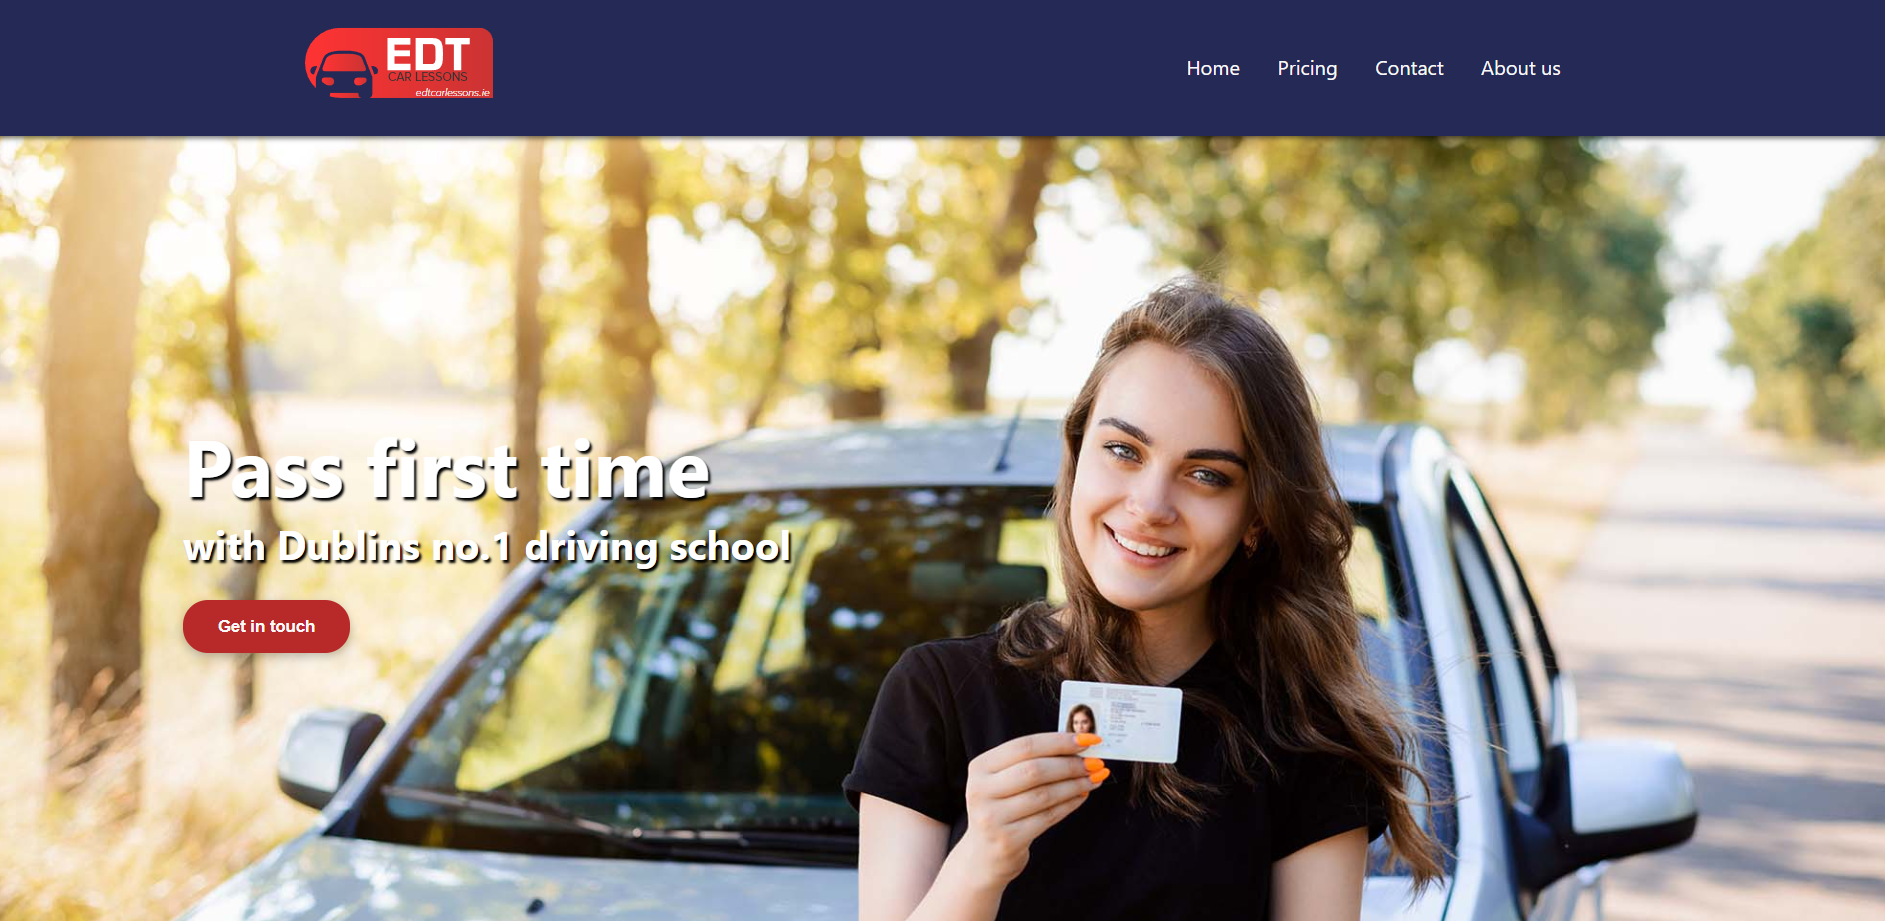 EDT
CAR LESSONS
edtcarlessons.ie
Home Pricing Contact About us
Pass first time
with Dublins no.1 driving school
Get in touch